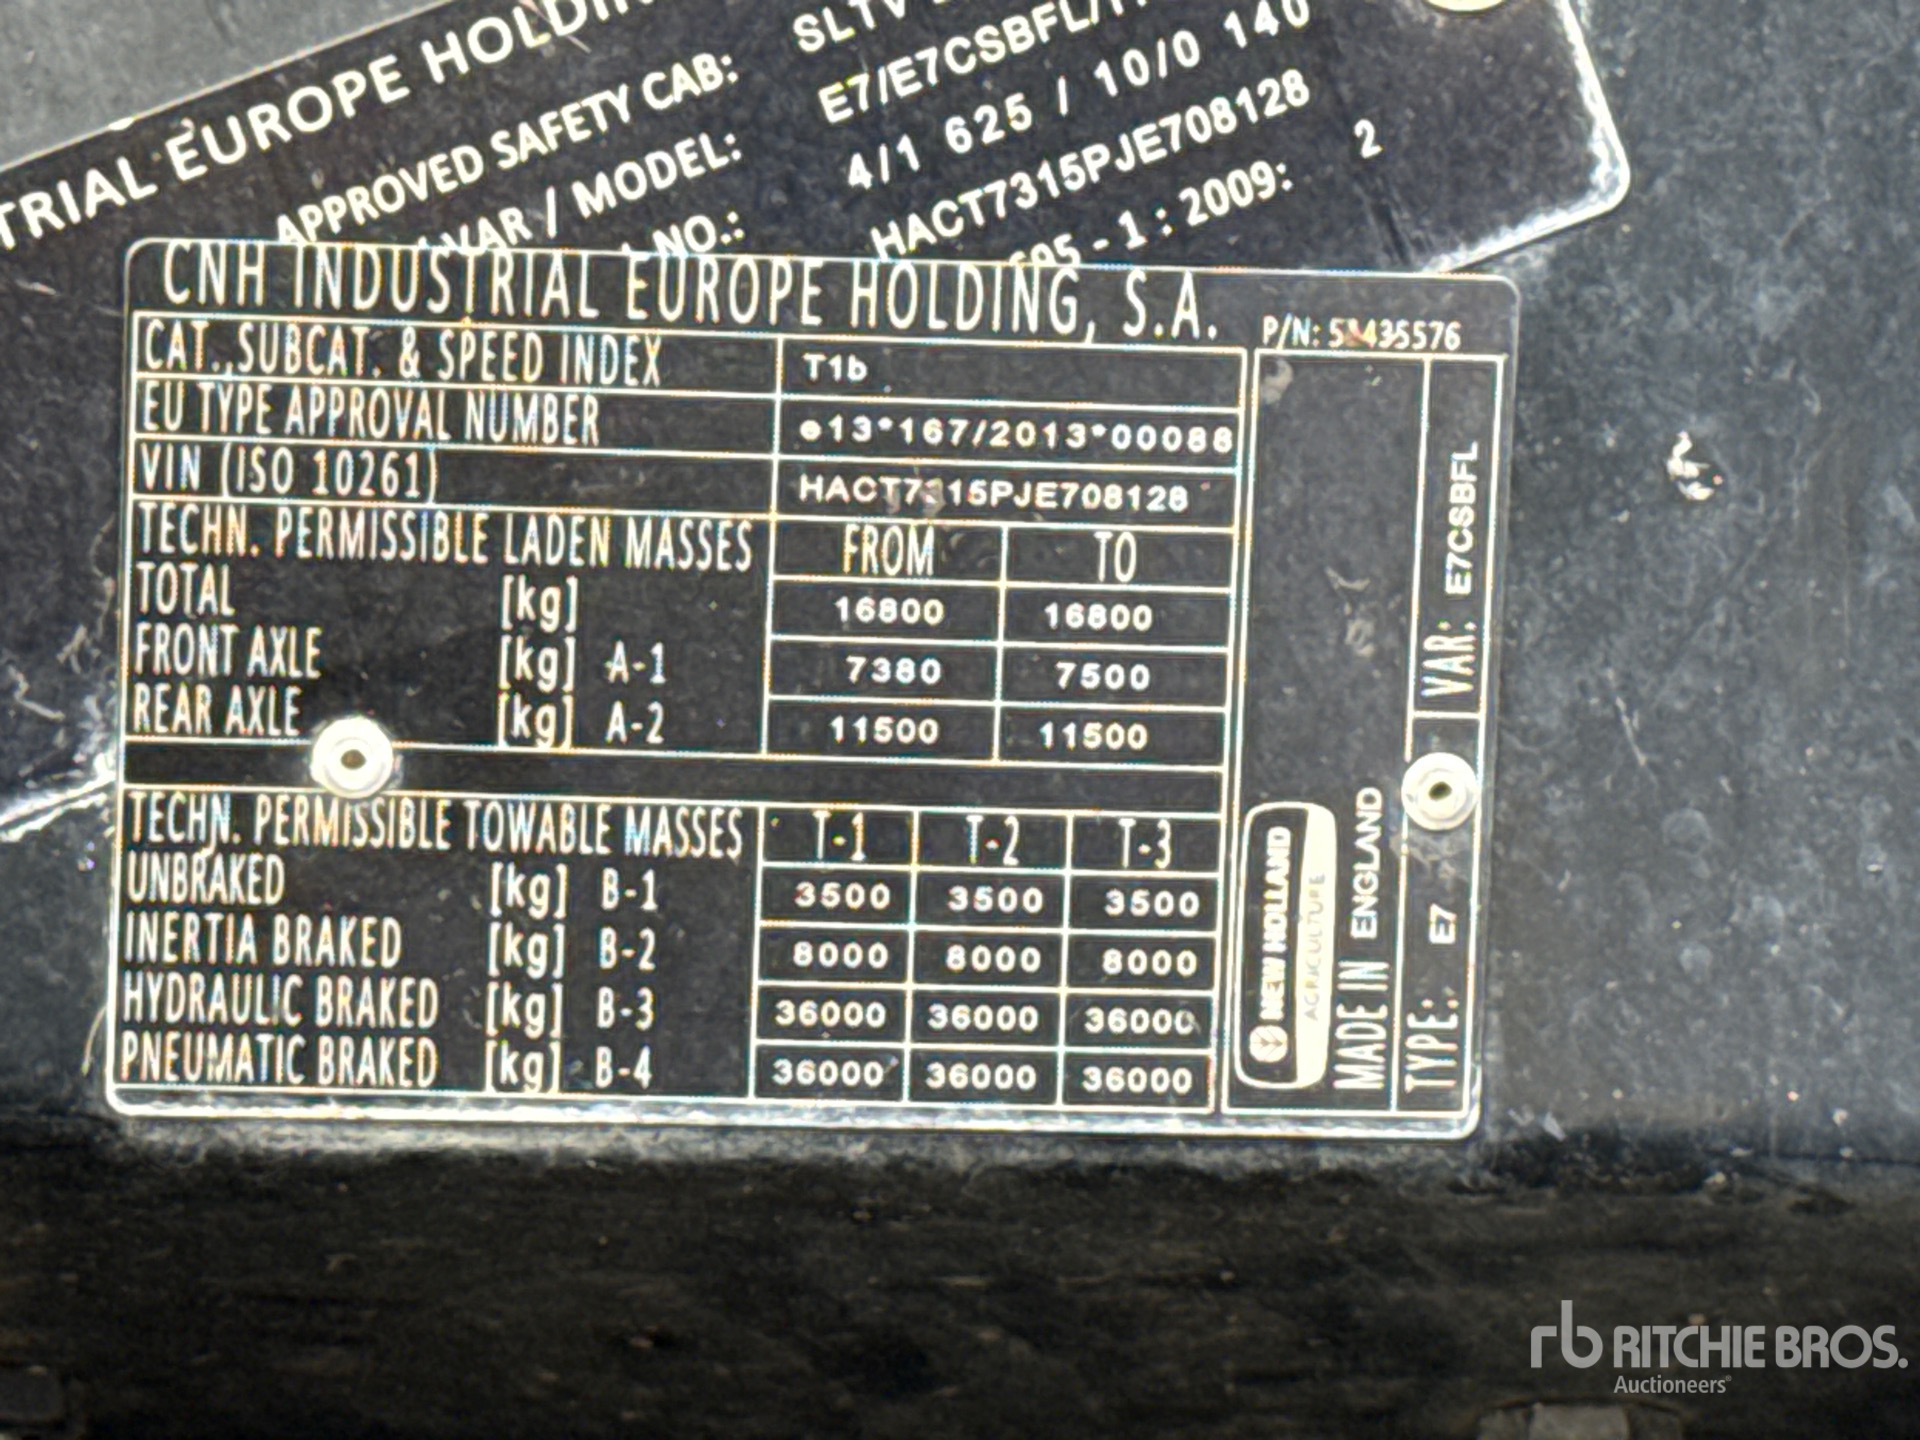 TRIAL EUROPE HOLDIN
APPROVED SAFETY CAB: SLTV
VAR / MODEL: E7/E7CSBFL/
NO.: 4/1 625 / 10/0 140
HACT7315PJE708128
695 - 1 : 2009: 2
CNH INDUSTRIAL EUROPE HOLDING, S.A. P/N:
CAT., SUBCAT. & SPEED INDEX T1b
EU TYPE APPROVAL NUMBER e13*167/2013*00088
VIN (ISO 10261) HACT7315PJE708128
TECHN. PERMISSIBLE LADEN MASSES FROM TO
TOTAL [kg] 16800 16800
FRONT AXLE [kg] A-1 7380 7500
REAR AXLE [kg] A-2 11500 11500
TECHN. PERMISSIBLE TOWABLE MASSES T-1 T-2 T-3
UNBRAKED [kg] B-1 3500 3500 3500
INERTIA BRAKED [kg] B-2 8000 8000 8000
HYDRAULIC BRAKED [kg] B-3 36000 36000 36000
PNEUMATIC BRAKED [kg] B-4 36000 36000 36000
NEW HOLLAND
AGRICULTURE
MADE IN ENGLAND
TYPE: E7 VAR: E7CSBFL
rb RITCHIE BROS.
Auctioneers®